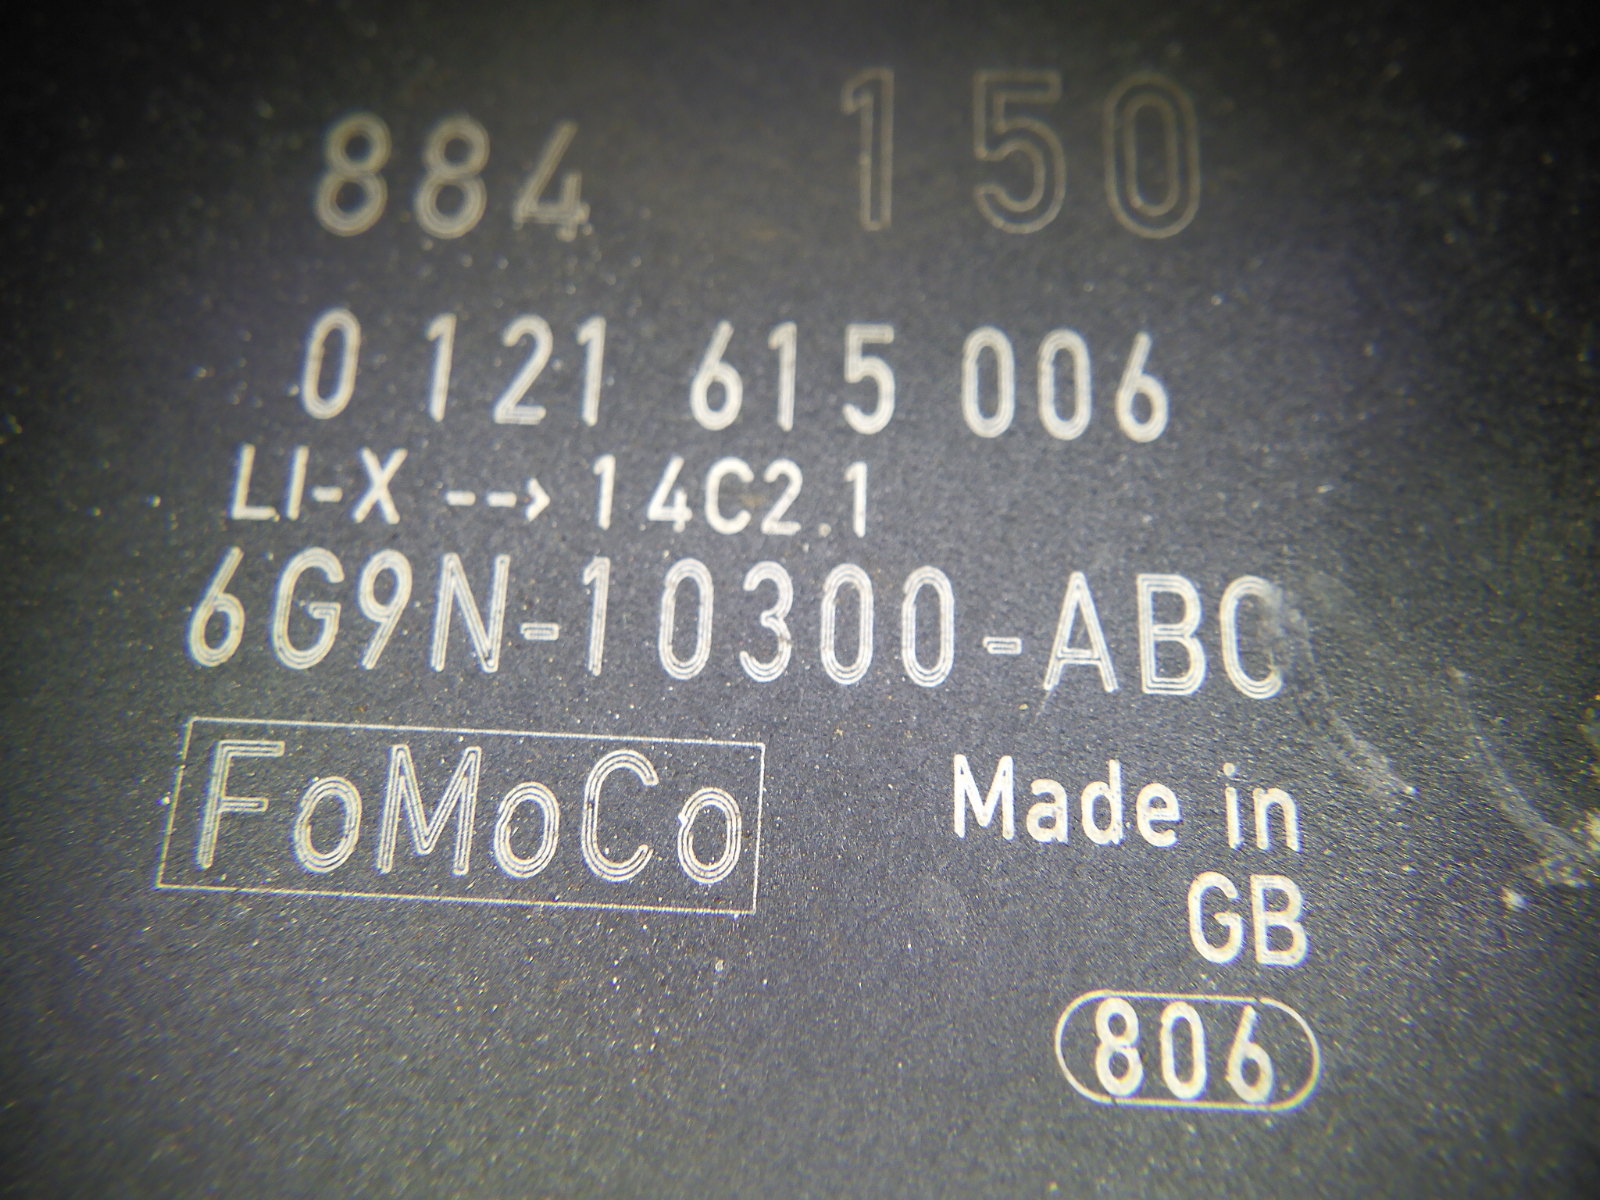 884 150
0 121 615 006
LI-X --> 14C2.1
6G9N-10300-ABC
FoMoCo
Made in
GB
806